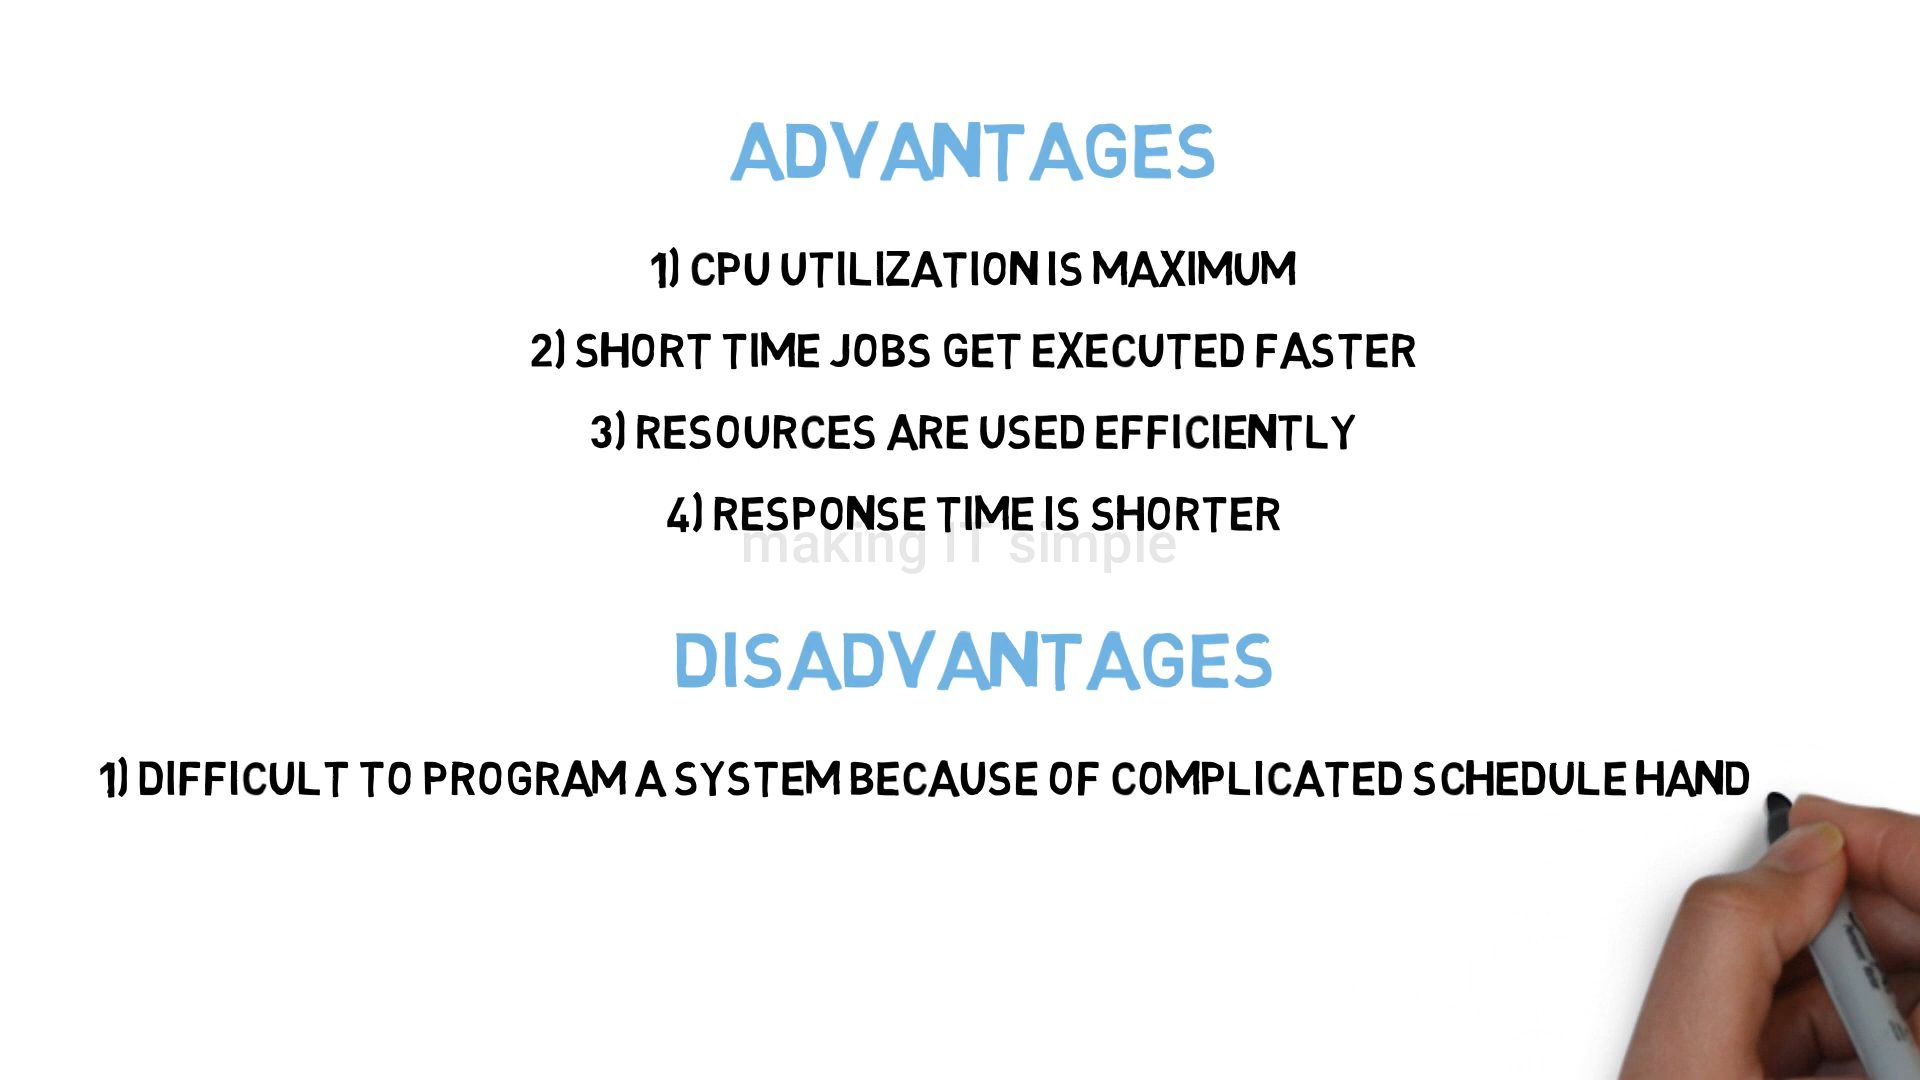 ADVANTAGES
1) CPU UTILIZATION IS MAXIMUM
2) SHORT TIME JOBS GET EXECUTED FASTER
3) RESOURCES ARE USED EFFICIENTLY
4) RESPONSE TIME IS SHORTER
making IT simple
DISADVANTAGES
1) DIFFICULT TO PROGRAM A SYSTEM BECAUSE OF COMPLICATED SCHEDULE HAND